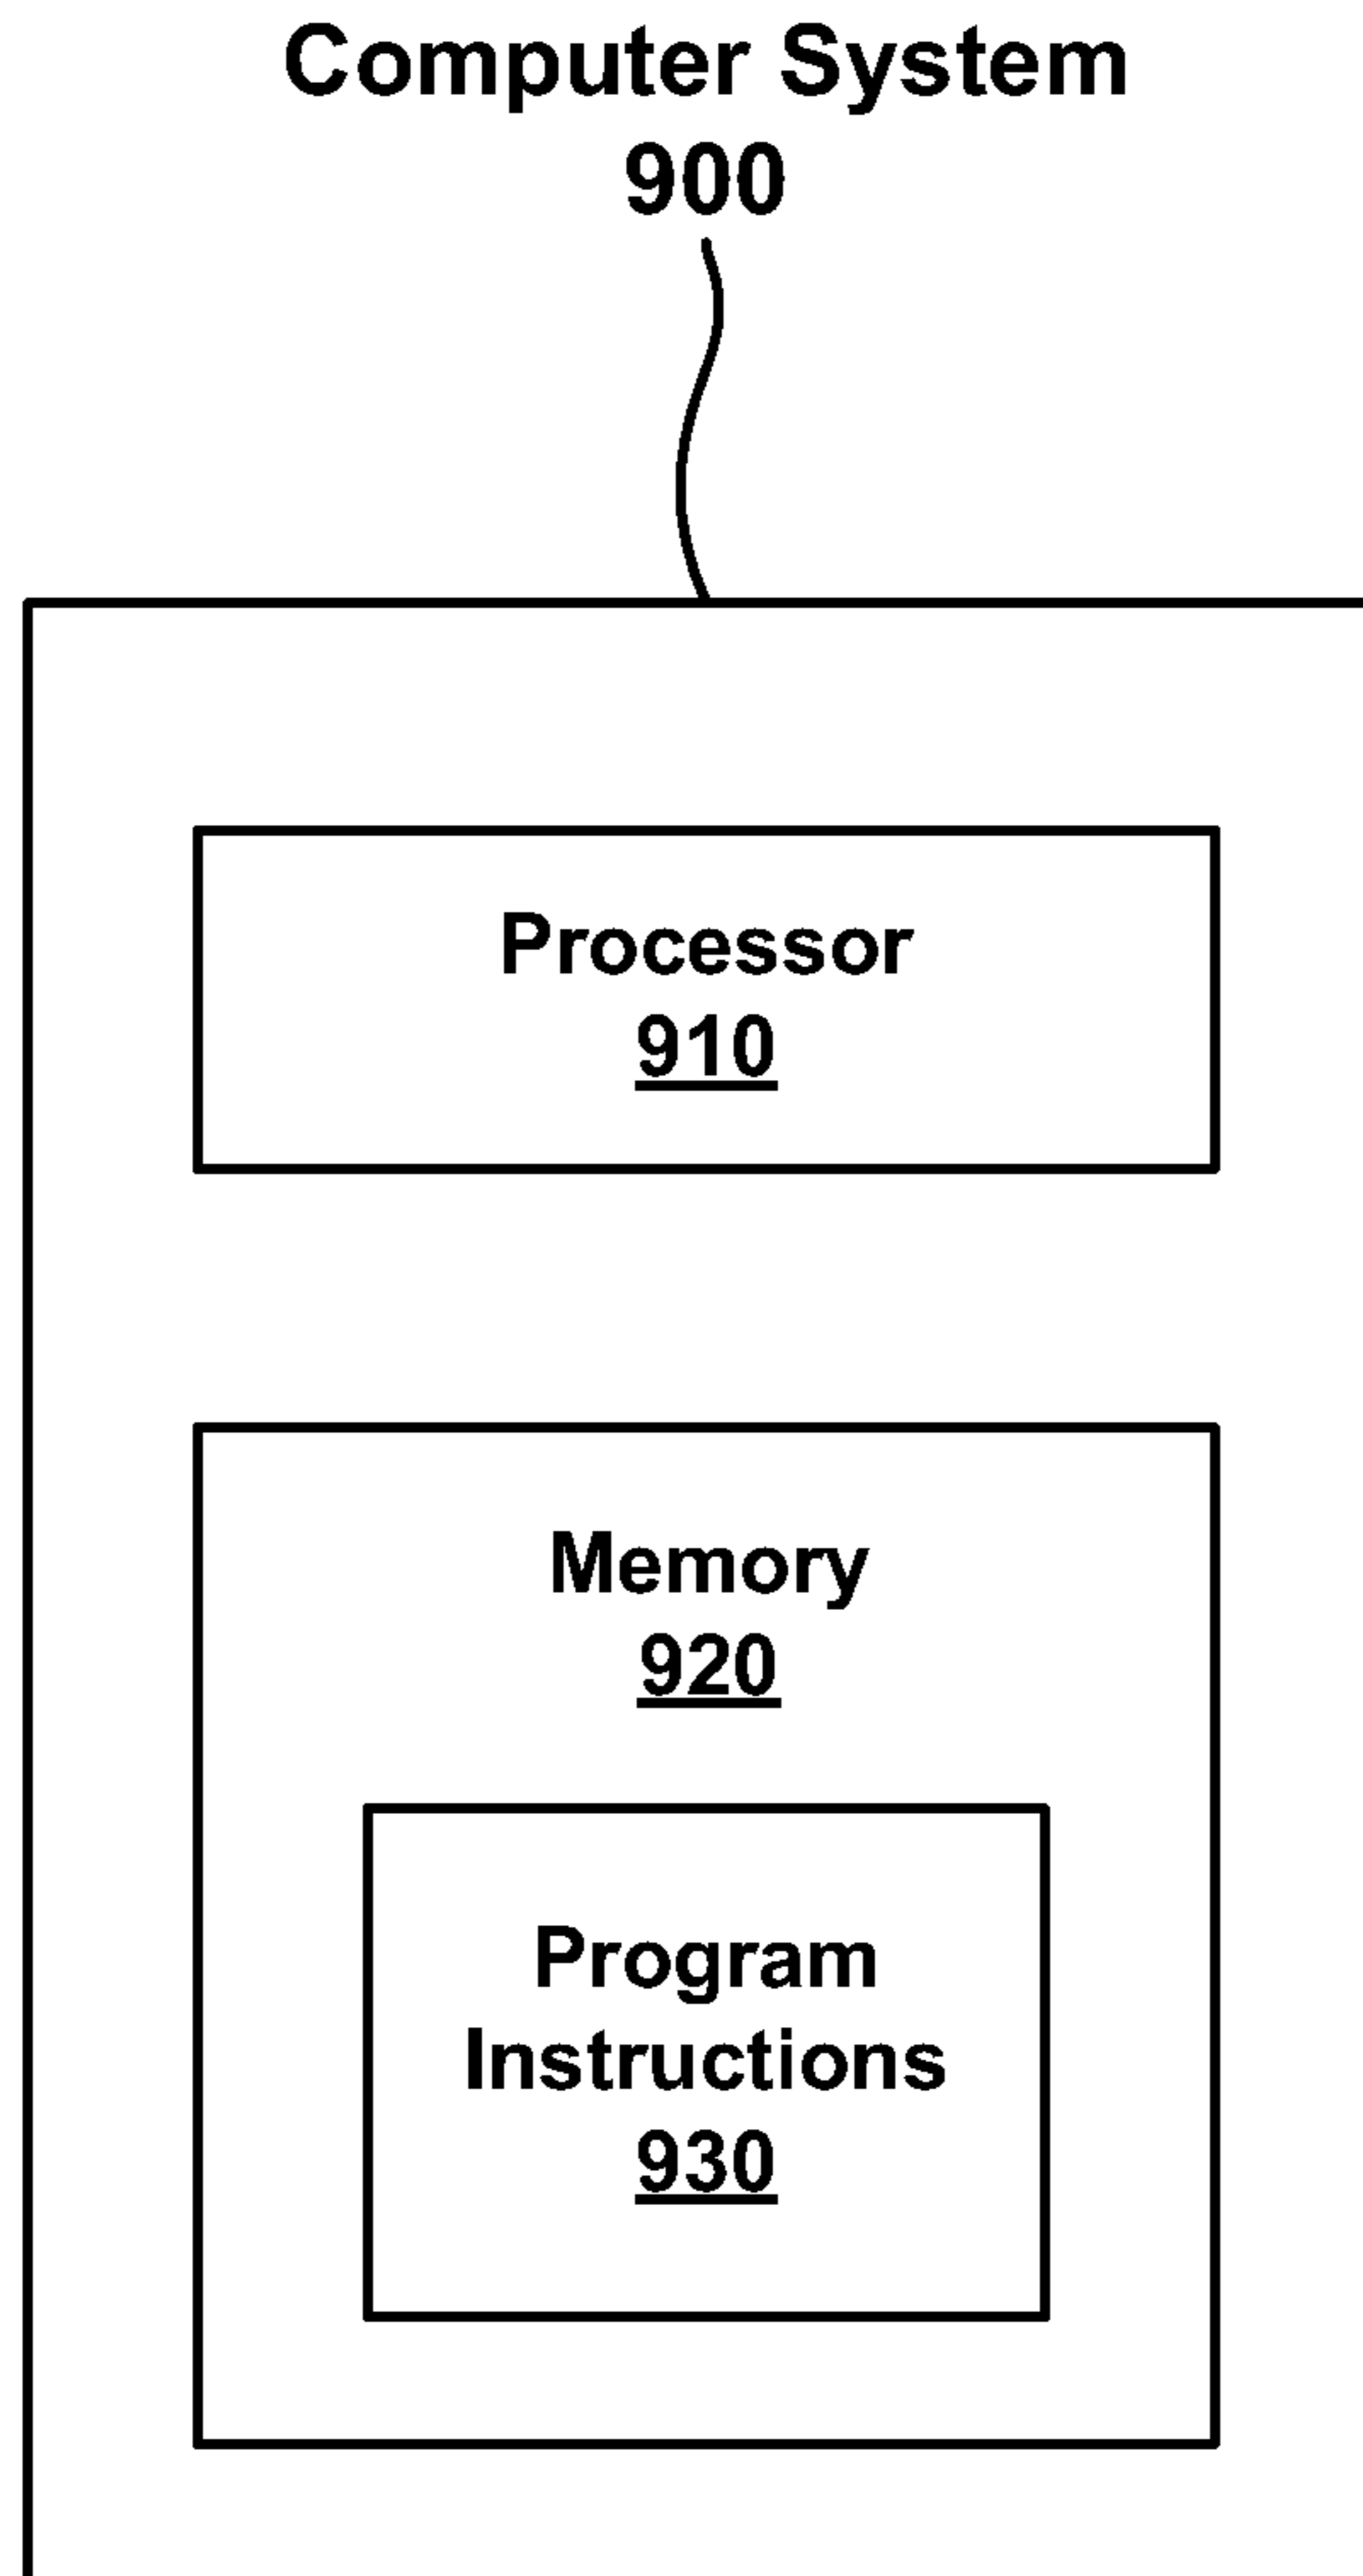 Computer System
900
Processor
910
Memory
920
Program
Instructions
930